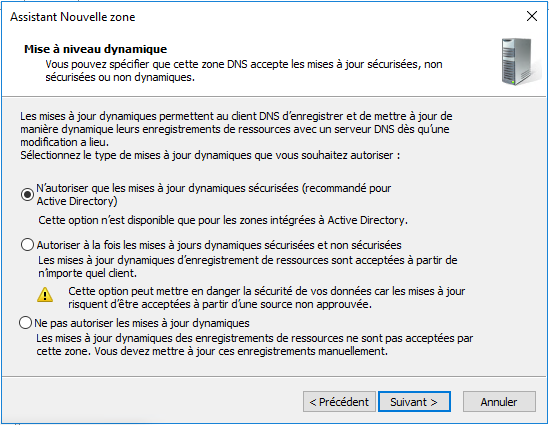 Assistant Nouvelle zone
Mise à niveau dynamique
Vous pouvez spécifier que cette zone DNS accepte les mises à jour sécurisées, non
sécurisées ou non dynamiques.
Les mises à jour dynamiques permettent au client DNS d'enregistrer et de mettre à jour de
manière dynamique leurs enregistrements de ressources avec un serveur DNS dès qu'une
modification a lieu.
Sélectionnez le type de mises à jour dynamiques que vous souhaitez autoriser :
N'autoriser que les mises à jour dynamiques sécurisées (recommandé pour
Active Directory)
Cette option n'est disponible que pour les zones intégrées à Active Directory.
Autoriser à la fois les mises à jours dynamiques sécurisées et non sécurisées
Les mises à jour dynamiques d'enregistrement de ressources sont acceptées à partir de
n'importe quel client.
Cette option peut mettre en danger la sécurité de vos données car les mises à jour
risquent d'être acceptées à partir d'une source non approuvée.
Ne pas autoriser les mises à jour dynamiques
Les mises à jour dynamiques des enregistrements de ressources ne sont pas acceptées par
cette zone. Vous devez mettre à jour ces enregistrements manuellement.
< Précédent Suivant > Annuler